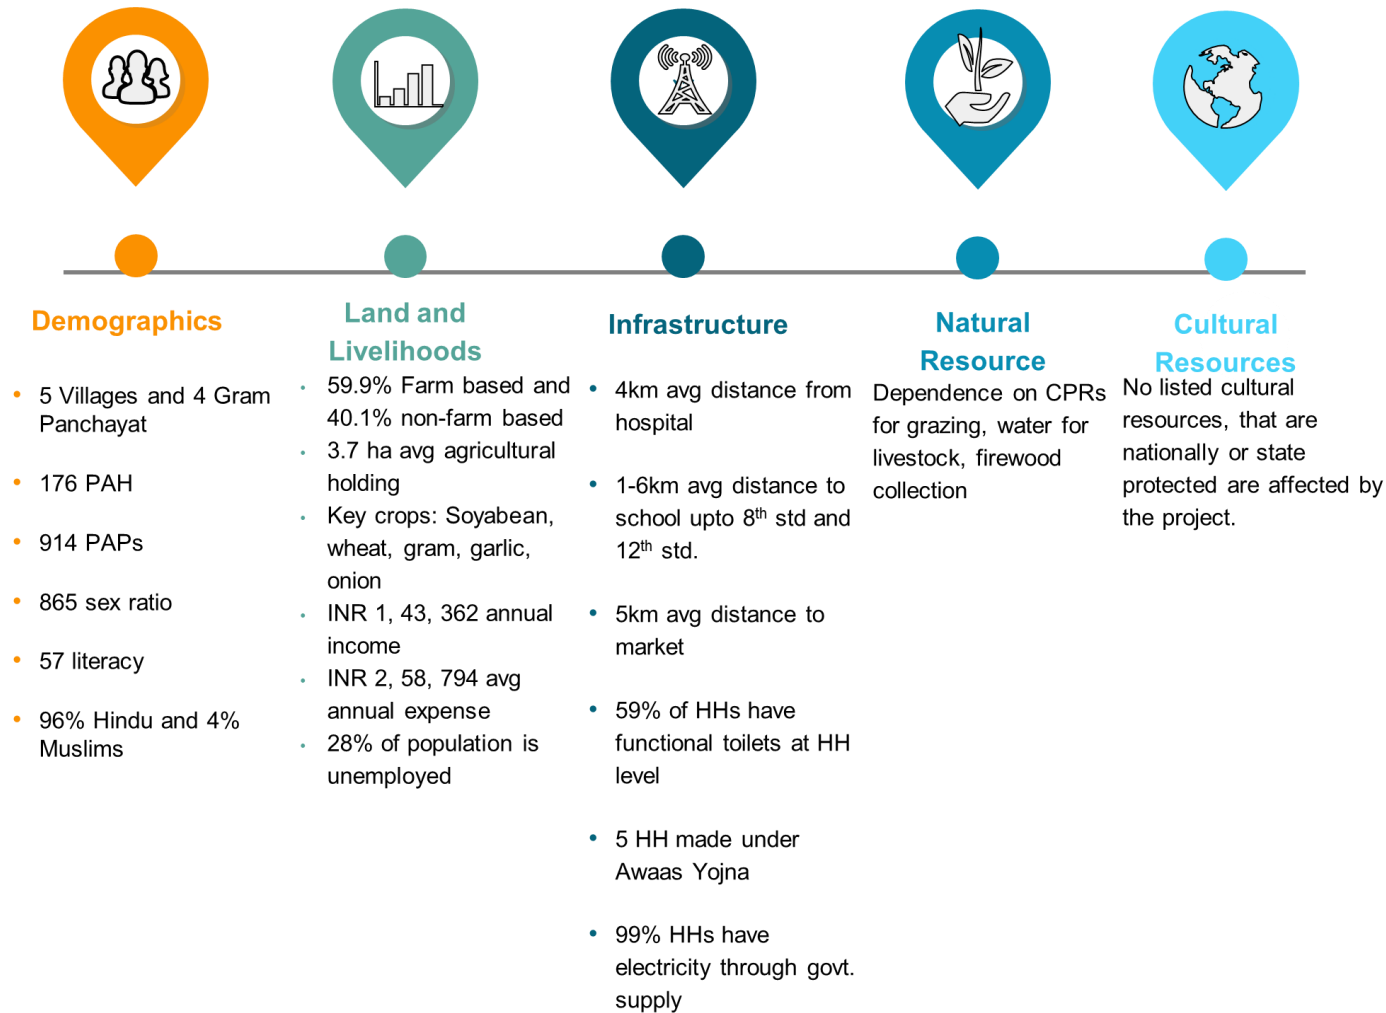 Demographics
5 Villages and 4 Gram
Panchayat
176 PAH
914 PAPs
865 sex ratio
57 literacy
96% Hindu and 4%
Muslims
Land and
Livelihoods
59.9% Farm based and
40.1% non-farm based
3.7 ha avg agricultural
holding
Key crops: Soyabean,
wheat, gram, garlic,
onion
INR 1, 43, 362 annual
income
INR 2, 58, 794 avg
annual expense
28% of population is
unemployed
Infrastructure
4km avg distance from
hospital
1-6km avg distance to
school upto 8th std and
12th std.
5km avg distance to
market
59% of HHs have
functional toilets at HH
level
5 HH made under
Awaas Yojna
99% HHs have
electricity through govt.
supply
Natural
Resource
Dependence on CPRs
for grazing, water for
livestock, firewood
collection
Cultural
Resources
No listed cultural
resources, that are
nationally or state
protected are affected by
the project.